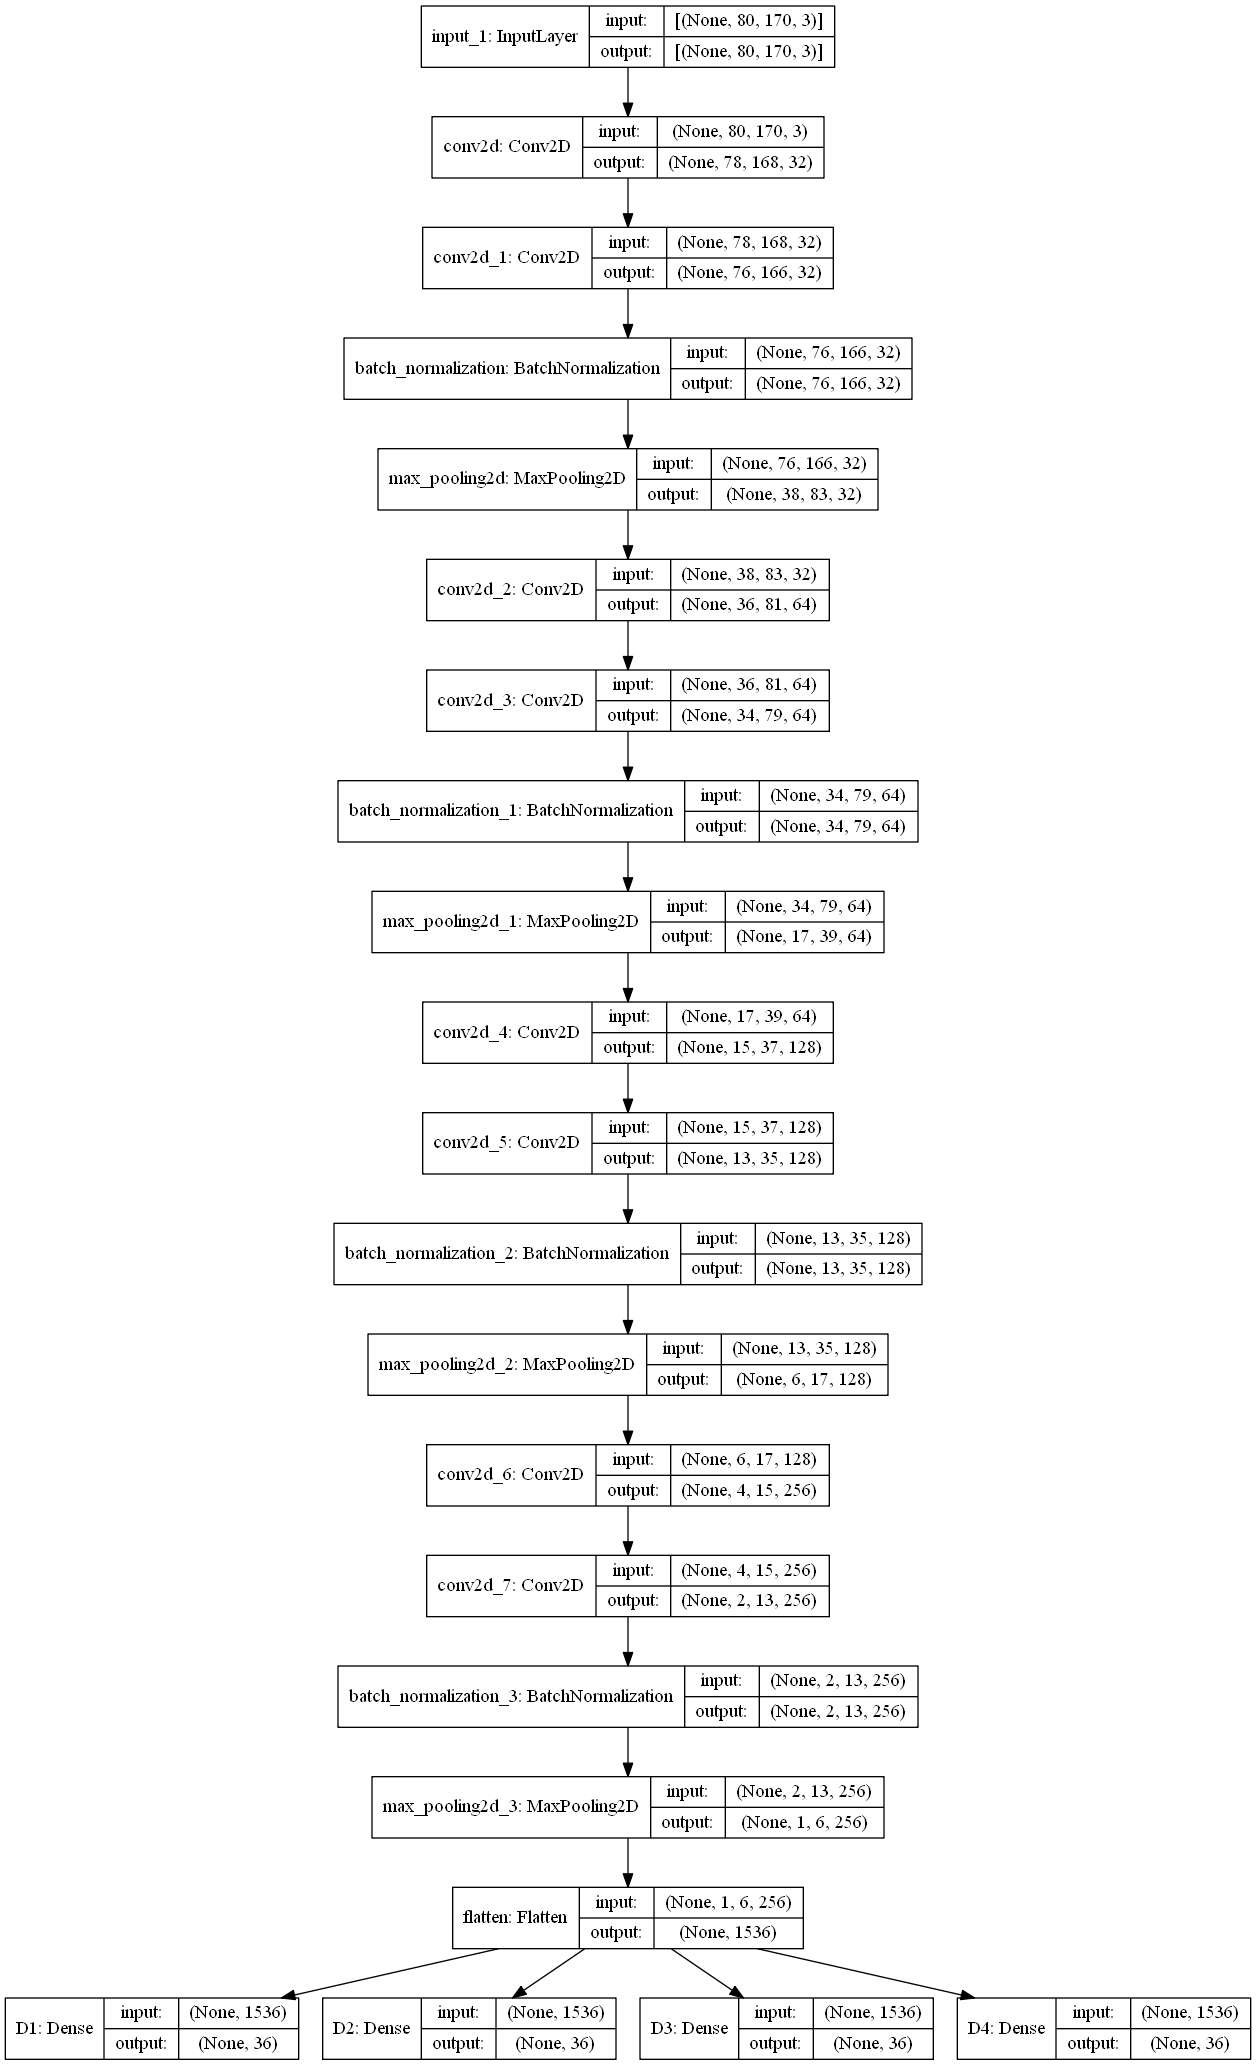 input_1: InputLayer
input: [(None, 80, 170, 3)]
output: [(None, 80, 170, 3)]
conv2d: Conv2D
input: (None, 80, 170, 3)
output: (None, 78, 168, 32)
conv2d_1: Conv2D
input: (None, 78, 168, 32)
output: (None, 76, 166, 32)
batch_normalization: BatchNormalization
input: (None, 76, 166, 32)
output: (None, 76, 166, 32)
max_pooling2d: MaxPooling2D
input: (None, 76, 166, 32)
output: (None, 38, 83, 32)
conv2d_2: Conv2D
input: (None, 38, 83, 32)
output: (None, 36, 81, 64)
conv2d_3: Conv2D
input: (None, 36, 81, 64)
output: (None, 34, 79, 64)
batch_normalization_1: BatchNormalization
input: (None, 34, 79, 64)
output: (None, 34, 79, 64)
max_pooling2d_1: MaxPooling2D
input: (None, 34, 79, 64)
output: (None, 17, 39, 64)
conv2d_4: Conv2D
input: (None, 17, 39, 64)
output: (None, 15, 37, 128)
conv2d_5: Conv2D
input: (None, 15, 37, 128)
output: (None, 13, 35, 128)
batch_normalization_2: BatchNormalization
input: (None, 13, 35, 128)
output: (None, 13, 35, 128)
max_pooling2d_2: MaxPooling2D
input: (None, 13, 35, 128)
output: (None, 6, 17, 128)
conv2d_6: Conv2D
input: (None, 6, 17, 128)
output: (None, 4, 15, 256)
conv2d_7: Conv2D
input: (None, 4, 15, 256)
output: (None, 2, 13, 256)
batch_normalization_3: BatchNormalization
input: (None, 2, 13, 256)
output: (None, 2, 13, 256)
max_pooling2d_3: MaxPooling2D
input: (None, 2, 13, 256)
output: (None, 1, 6, 256)
flatten: Flatten
input: (None, 1, 6, 256)
output: (None, 1536)
D1: Dense
input: (None, 1536)
output: (None, 36)
D2: Dense
input: (None, 1536)
output: (None, 36)
D3: Dense
input: (None, 1536)
output: (None, 36)
D4: Dense
input: (None, 1536)
output: (None, 36)